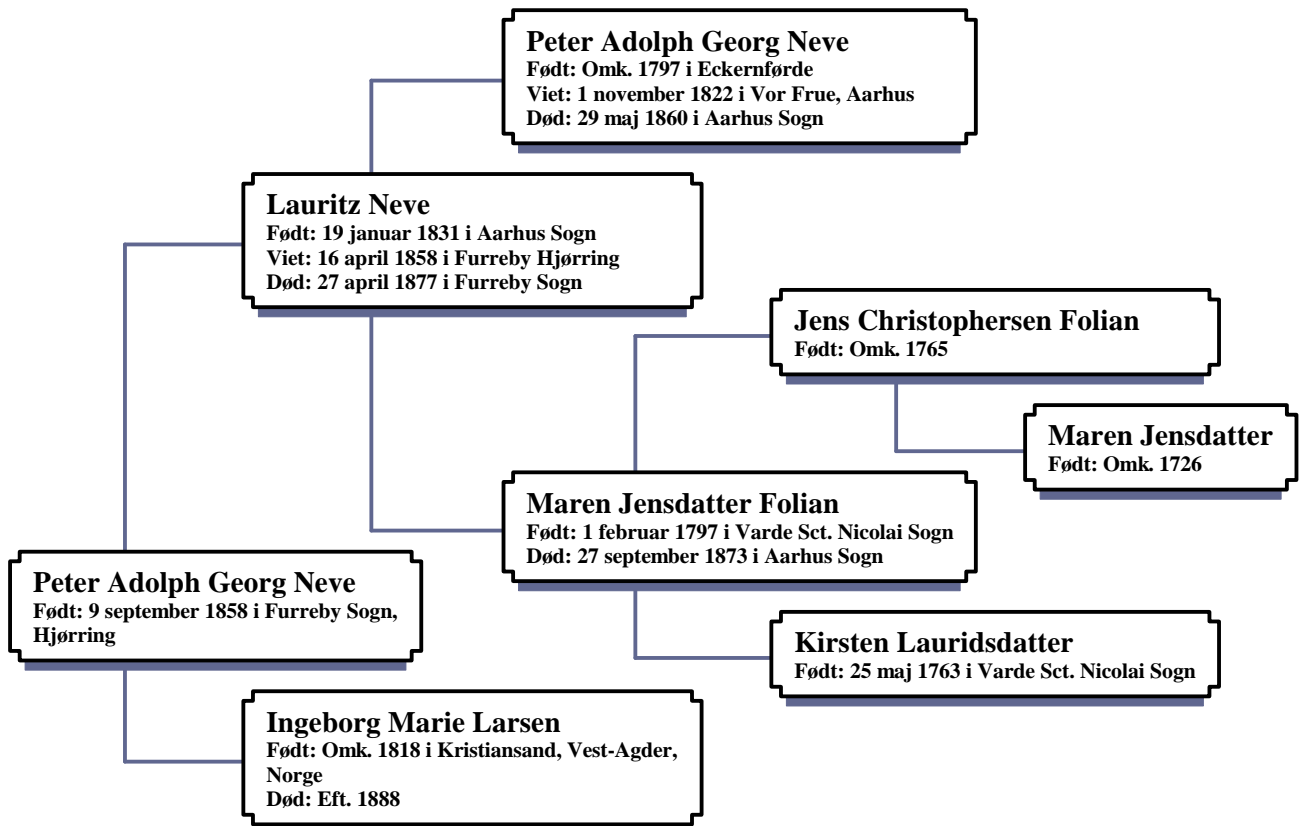 Peter Adolph Georg Neve
Født: Omk. 1797 i Eckernførde
Viet: 1 november 1822 i Vor Frue, Aarhus
Død: 29 maj 1860 i Aarhus Sogn
Lauritz Neve
Født: 19 januar 1831 i Aarhus Sogn
Viet: 16 april 1858 i Furreby Hjørring
Død: 27 april 1877 i Furreby Sogn
Jens Christophersen Folian
Født: Omk. 1765
Maren Jensdatter
Født: Omk. 1726
Maren Jensdatter Folian
Født: 1 februar 1797 i Varde Sct. Nicolai Sogn
Død: 27 september 1873 i Aarhus Sogn
Peter Adolph Georg Neve
Født: 9 september 1858 i Furreby Sogn,
Hjørring
Kirsten Lauridsdatter
Født: 25 maj 1763 i Varde Sct. Nicolai Sogn
Ingeborg Marie Larsen
Født: Omk. 1818 i Kristiansand, Vest-Agder,
Norge
Død: Eft. 1888